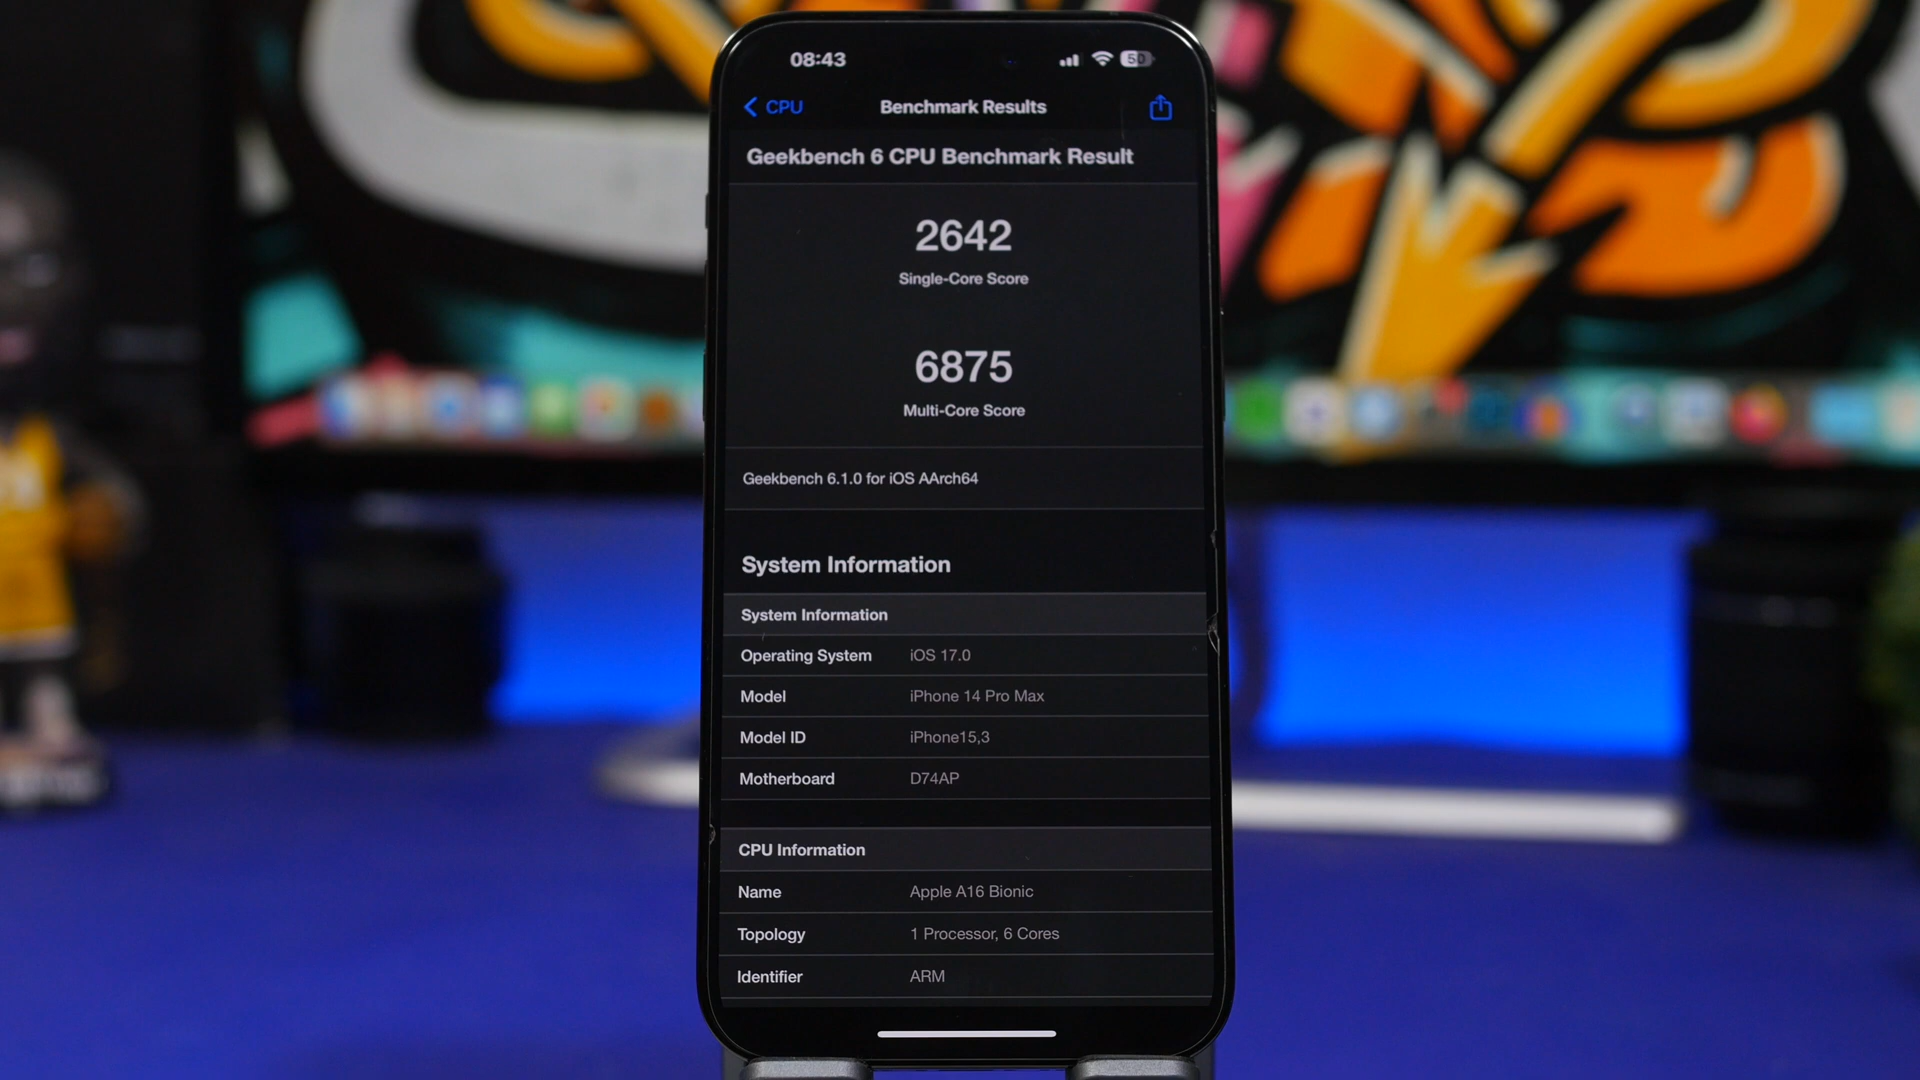 08:43
50
CPU
Benchmark Results
Geekbench 6 CPU Benchmark Result
2642
Single-Core Score
6875
Multi-Core Score
Geekbench 6.1.0 for iOS AArch64
System Information
System Information
Operating System iOS 17.0
Model iPhone 14 Pro Max
Model ID iPhone15,3
Motherboard D74AP
CPU Information
Name Apple A16 Bionic
Topology 1 Processor, 6 Cores
Identifier ARM